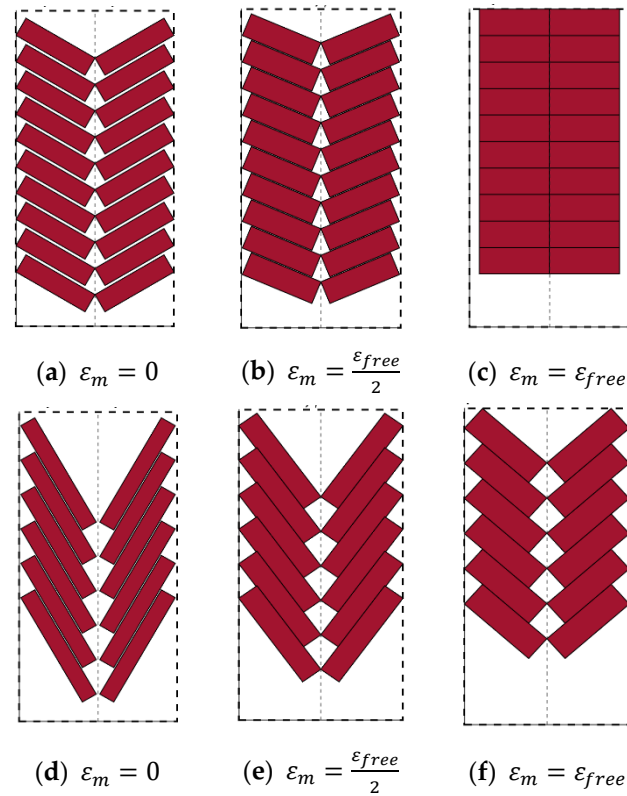 (a) ε_m = 0 (b) ε_m = ε_free/2 (c) ε_m = ε_free
(d) ε_m = 0 (e) ε_m = ε_free/2 (f) ε_m = ε_free